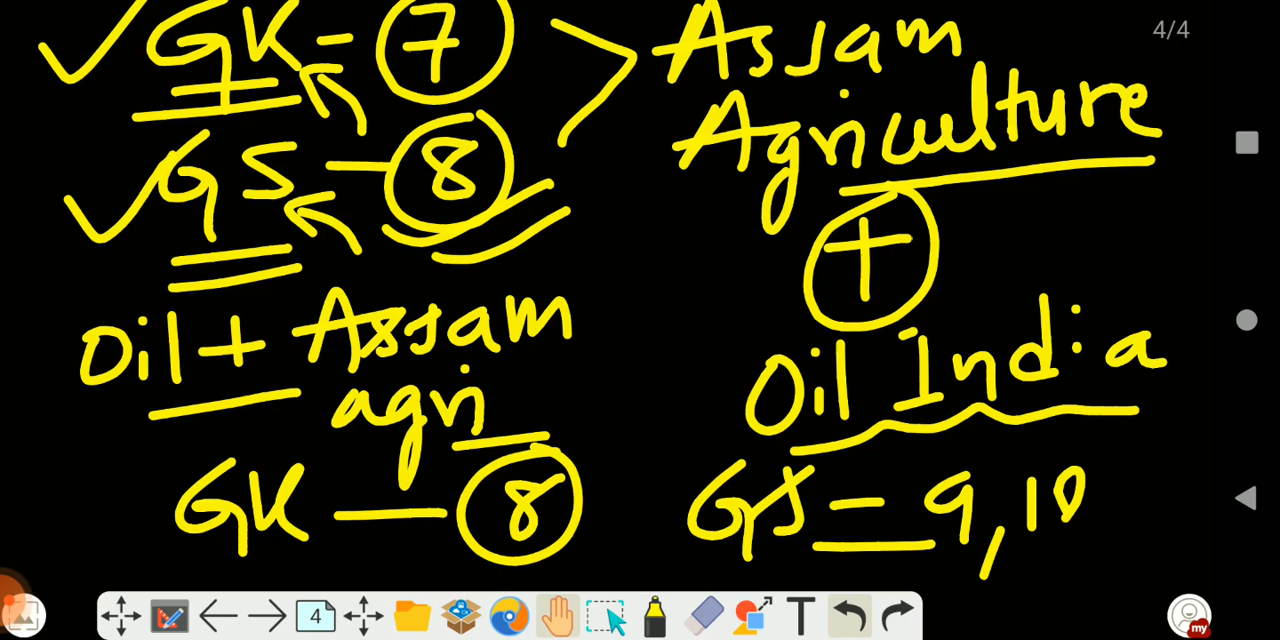 GK = 7 > Assam
4/4
Agriculture
GS - 8
+
Oil + Assam
agri
Oil India
GK - 8
GS = 9, 10
4
T
my